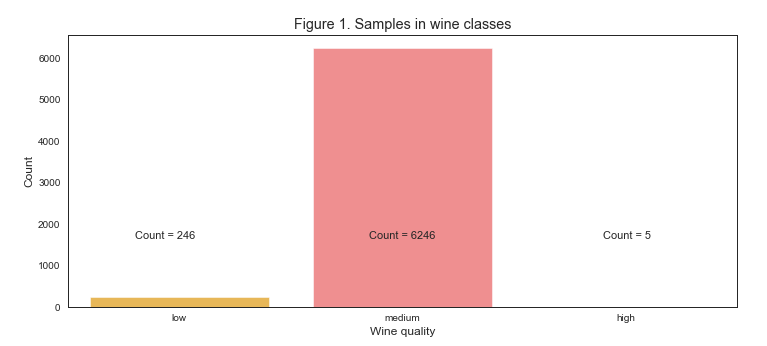 Figure 1. Samples in wine classes
6000
5000
4000
3000
2000
1000
0
Count
Count = 246
Count = 6246
Count = 5
low
medium
high
Wine quality